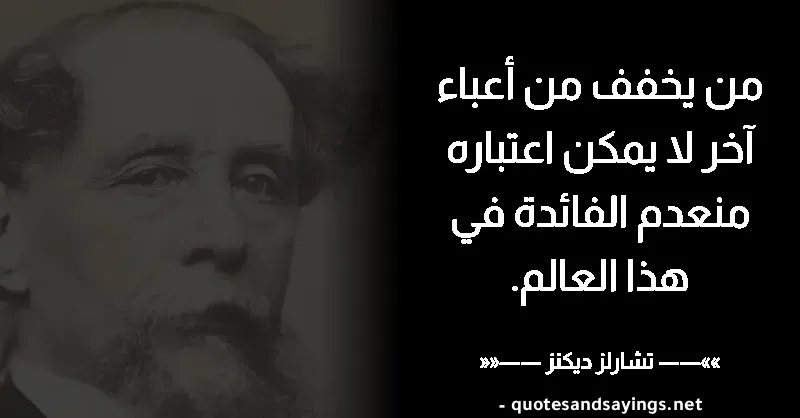 من يخفف من أعباء
آخر لا يمكن اعتباره
منعدم الفائدة في
هذا العالم.
»»—— تشارلز ديكنز ——««
- quotesandsayings.net